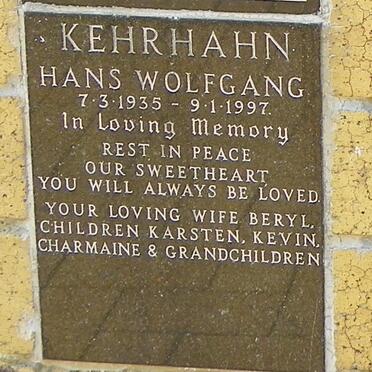 KEHRHAHN
HANS WOLFGANG
7·3·1935 - 9·1·1997
In Loving Memory
REST IN PEACE
OUR SWEETHEART
YOU WILL ALWAYS BE LOVED.
YOUR LOVING WIFE BERYL,
CHILDREN KARSTEN, KEVIN,
CHARMAINE & GRANDCHILDREN